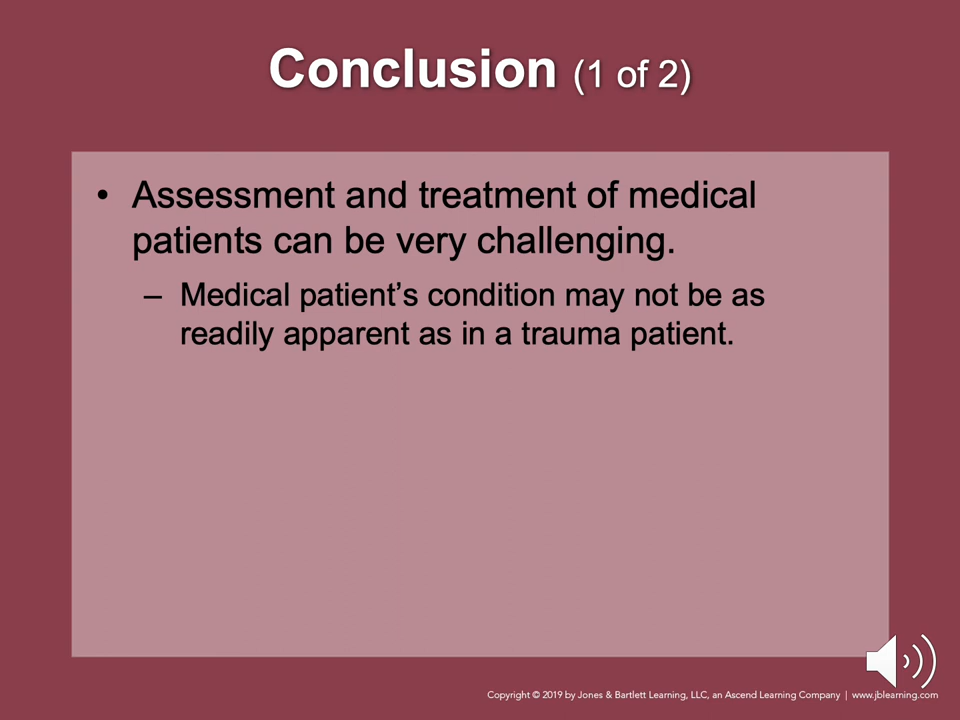 Conclusion (1 of 2)
• Assessment and treatment of medical
patients can be very challenging.
– Medical patient’s condition may not be as
readily apparent as in a trauma patient.
Copyright © 2019 by Jones & Bartlett Learning, LLC, an Ascend Learning Company | www.jblearning.com